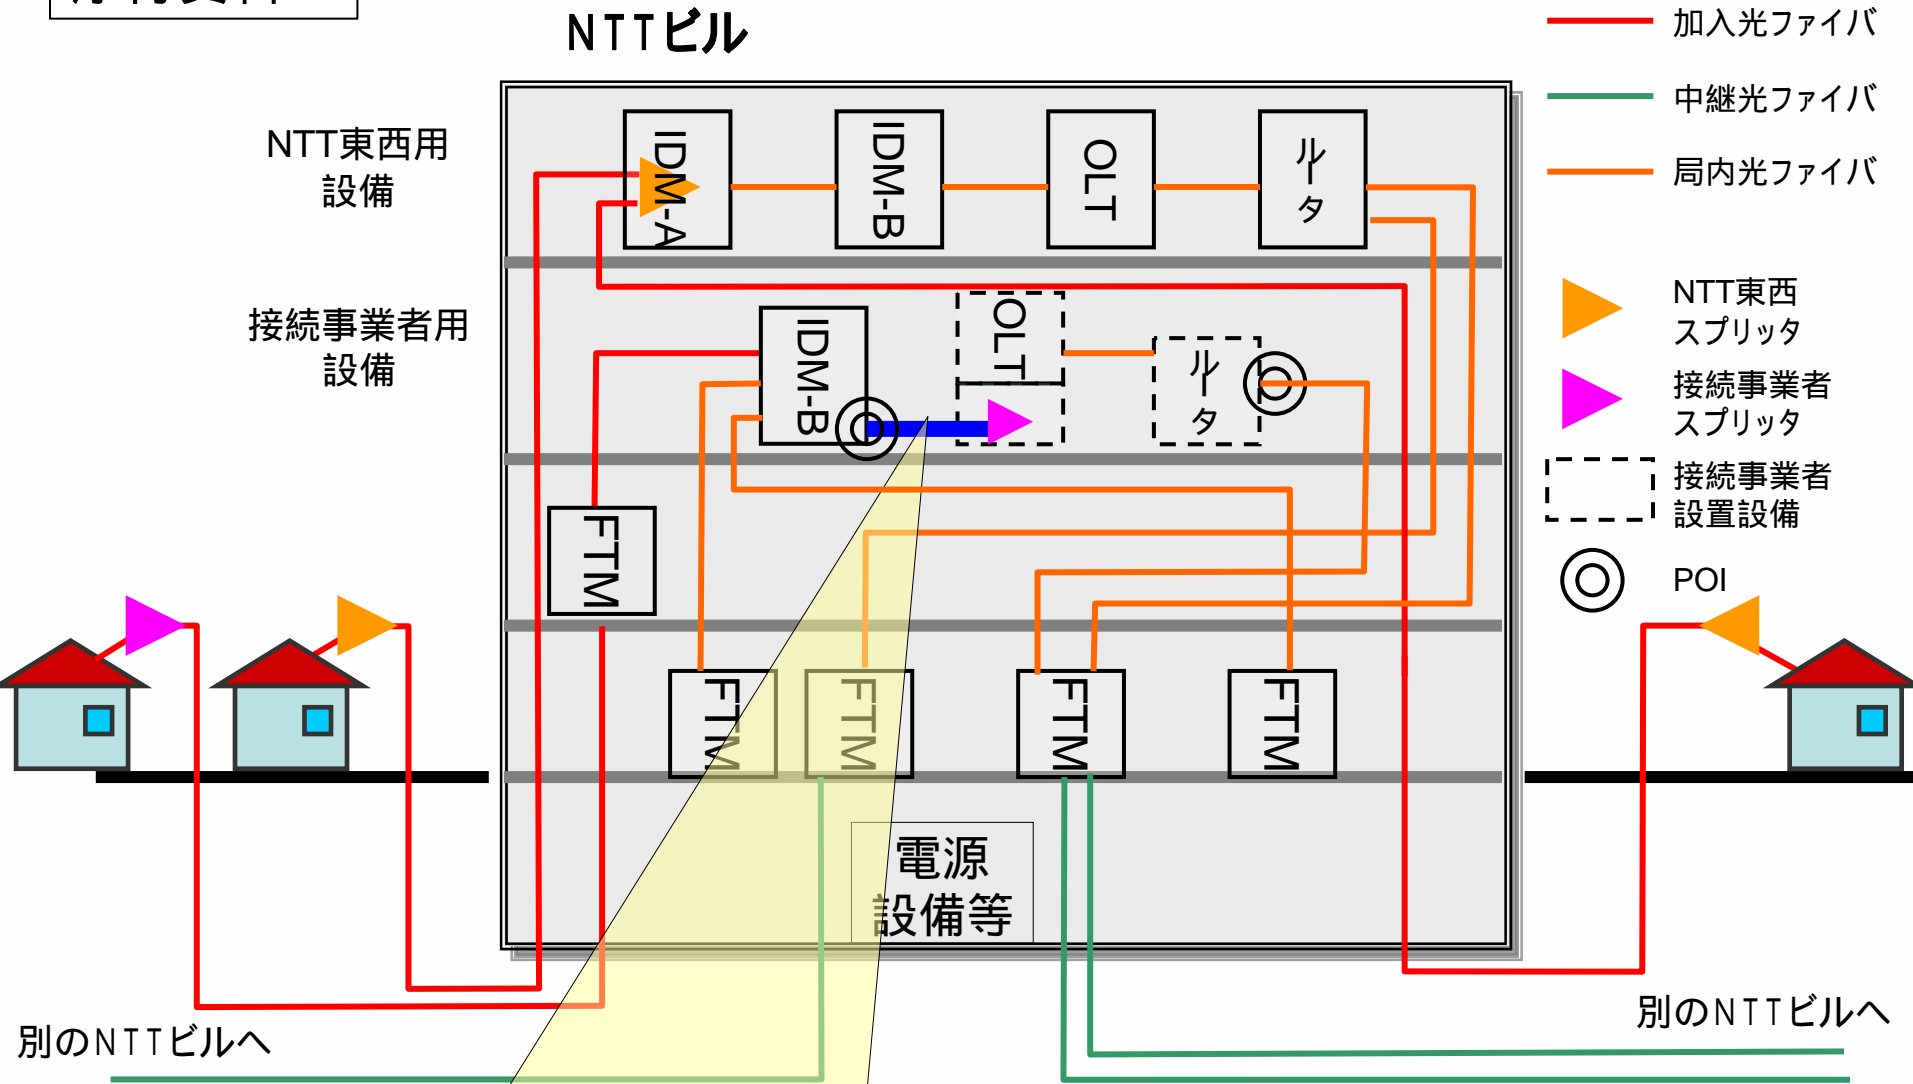 NTTビル
加入光ファイバ
中継光ファイバ
局内光ファイバ
NTT東西
スプリッタ
接続事業者
スプリッタ
接続事業者
設置設備
POI
NTT東西用
設備
IDM-A
IDM-B
OLT
ルータ
接続事業者用
設備
IDM-B
OLT
ルータ
FTM
FTM
FTM
FTM
FTM
電源
設備等
別のNTTビルへ
別のNTTビルへ